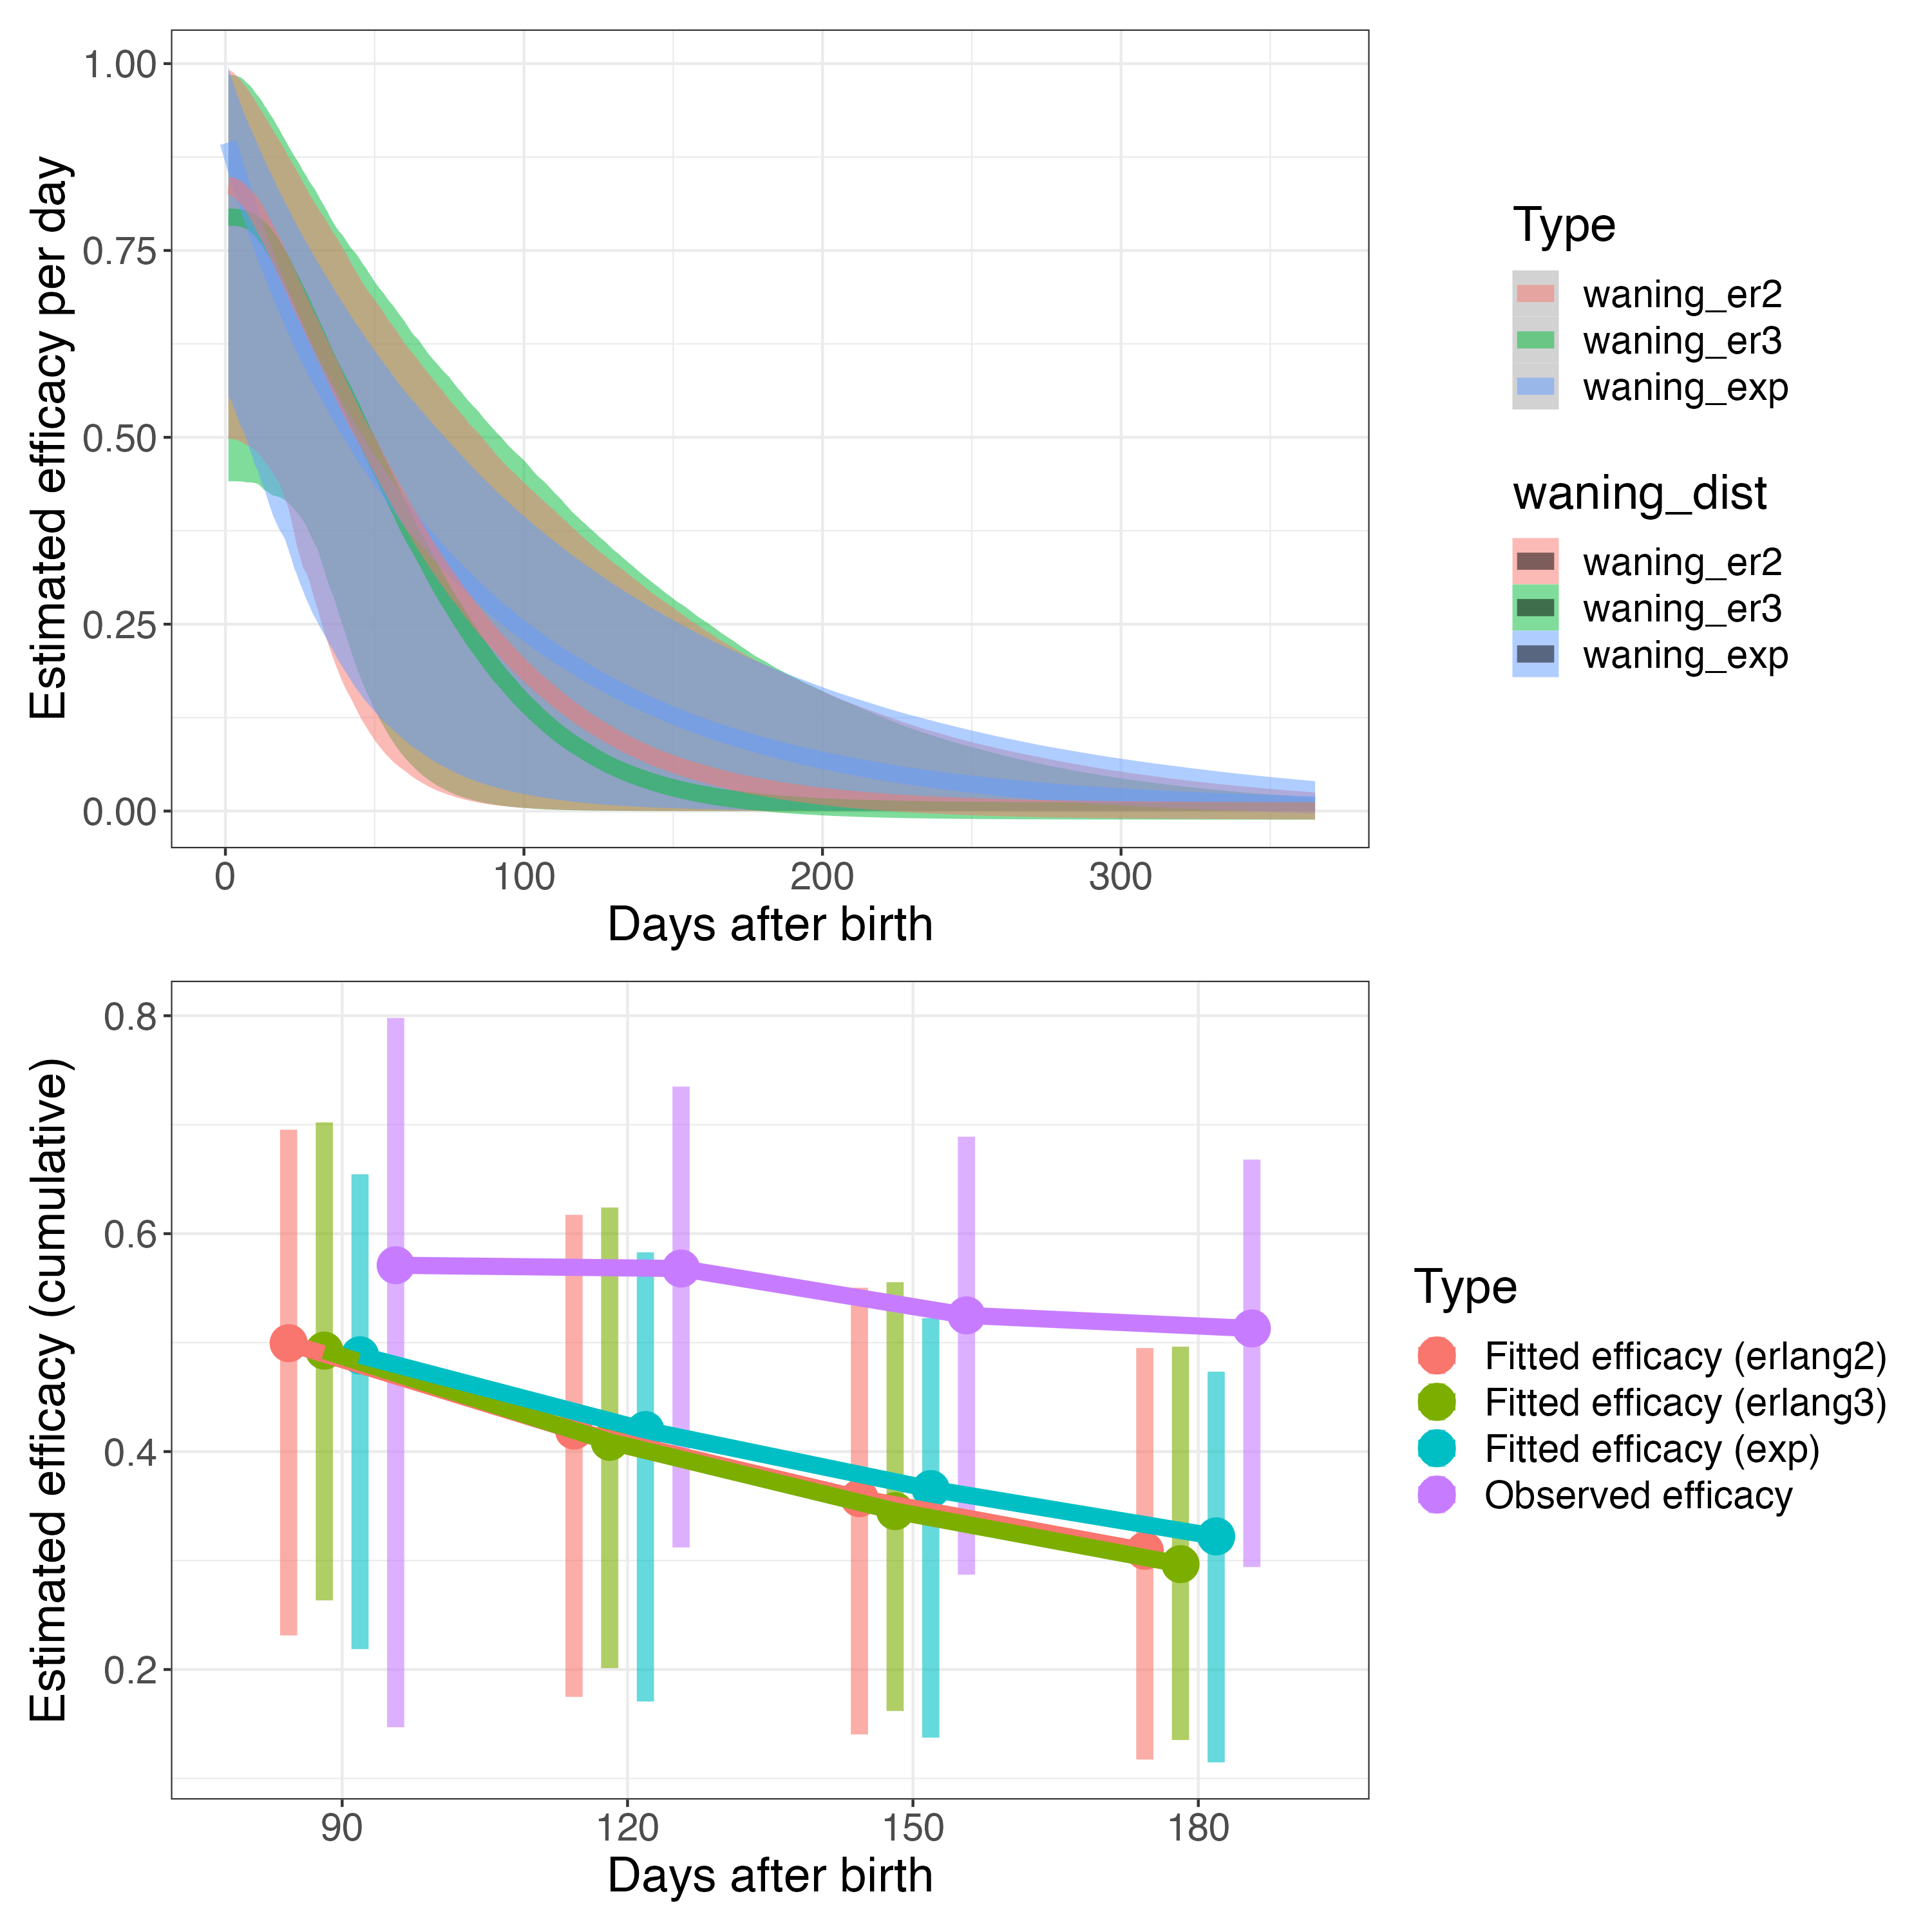 Estimated efficacy per day
1.00
0.75
0.50
0.25
0.00
0
100
200
300
Days after birth
Type
waning_er2
waning_er3
waning_exp
waning_dist
waning_er2
waning_er3
waning_exp
Estimated efficacy (cumulative)
0.8
0.6
0.4
0.2
90
120
150
180
Days after birth
Type
Fitted efficacy (erlang2)
Fitted efficacy (erlang3)
Fitted efficacy (exp)
Observed efficacy